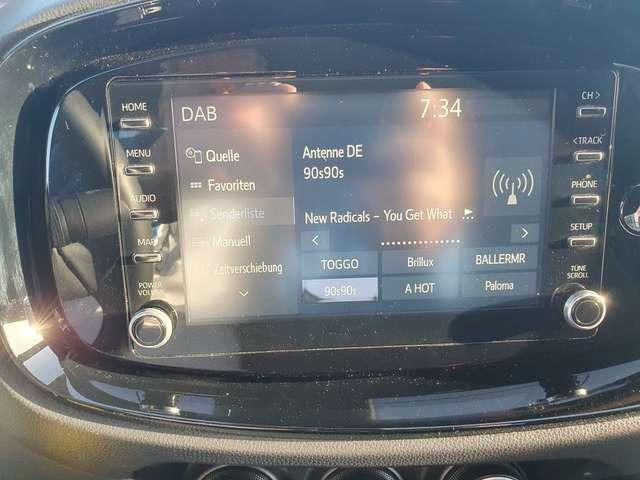 HOME
MENU
AUDIO
MAP
POWER
VOLUME
DAB
7:34
Quelle
Favoriten
Senderliste
Manuell
Zeitverschiebung
Antenne DE
90s90s
New Radicals – You Get What
TOGGO
Brillux
BALLERMR
90s90s
A HOT
Paloma
CH >
<TRACK
PHONE
SETUP
TUNE
SCROLL